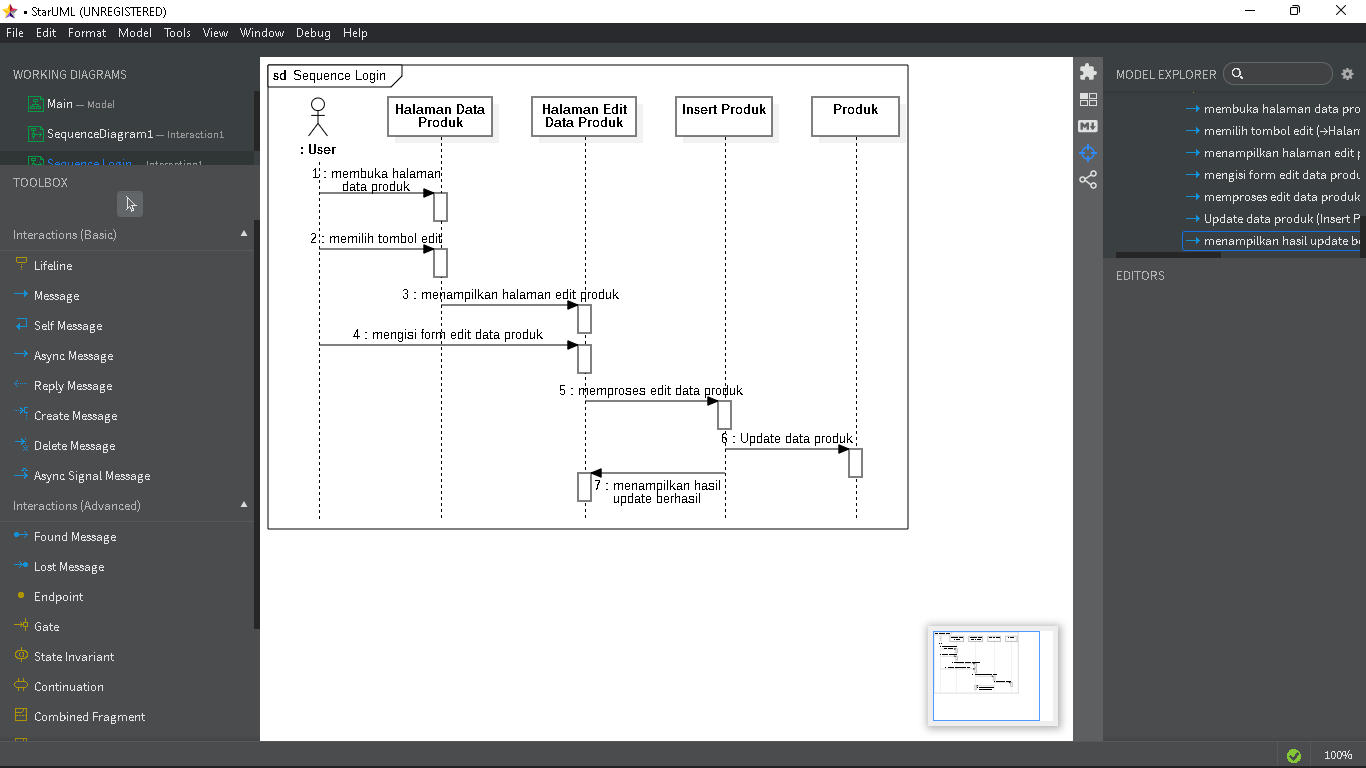 • StarUML (UNREGISTERED)
File Edit Format Model Tools View Window Debug Help
WORKING DIAGRAMS
Main — Model
SequenceDiagram1 — Interaction1
Sequence Login — Interaction1
TOOLBOX
Interactions (Basic)
Lifeline
Message
Self Message
Async Message
Reply Message
Create Message
Delete Message
Async Signal Message
Interactions (Advanced)
Found Message
Lost Message
Endpoint
Gate
State Invariant
Continuation
Combined Fragment
sd Sequence Login
: User
Halaman Data
Produk
Halaman Edit
Data Produk
Insert Produk
Produk
1 : membuka halaman
data produk
2 : memilih tombol edit
3 : menampilkan halaman edit produk
4 : mengisi form edit data produk
5 : memproses edit data produk
6 : Update data produk
7 : menampilkan hasil
update berhasil
MODEL EXPLORER
membuka halaman data pro
memilih tombol edit (→Halam
menampilkan halaman edit
mengisi form edit data produ
memproses edit data produk
Update data produk (Insert P
menampilkan hasil update be
EDITORS
100%